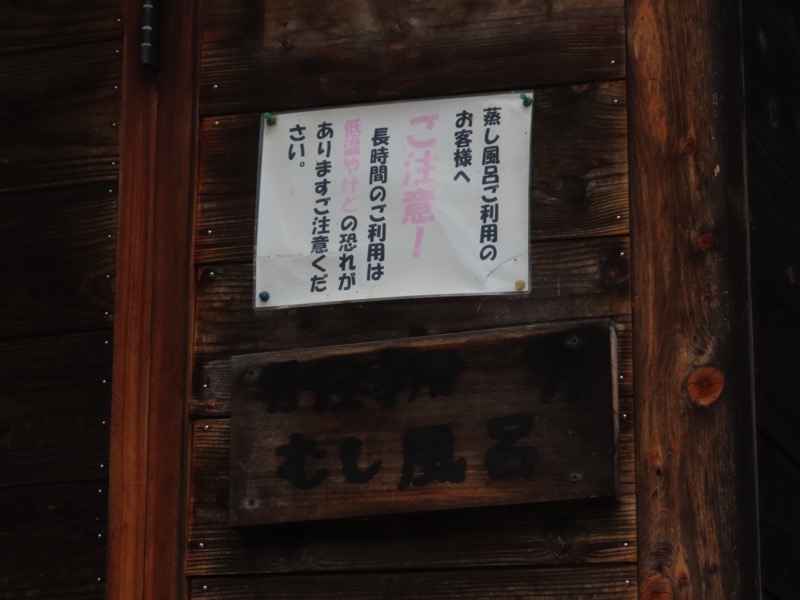 蒸し風呂ご利用の
お客様へ
ご注意！
長時間のご利用は
低温やけどの恐れが
ありますご注意くだ
さい。
むし風呂